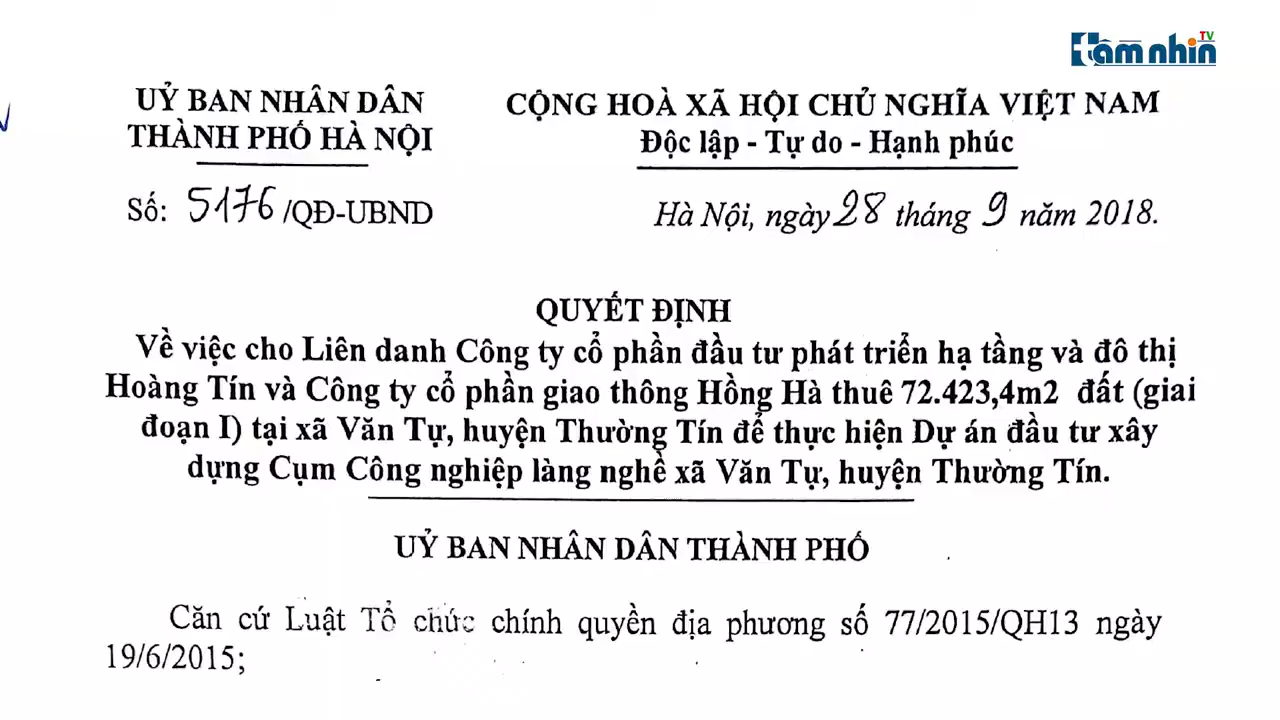 tầm nhìn TV
UỶ BAN NHÂN DÂN
THÀNH PHỐ HÀ NỘI
CỘNG HOÀ XÃ HỘI CHỦ NGHĨA VIỆT NAM
Độc lập - Tự do - Hạnh phúc
Số: 5176/QĐ-UBND
Hà Nội, ngày 28 tháng 9 năm 2018.
QUYẾT ĐỊNH
Về việc cho Liên danh Công ty cổ phần đầu tư phát triển hạ tầng và đô thị
Hoàng Tín và Công ty cổ phần giao thông Hồng Hà thuê 72.423,4m2 đất (giai
đoạn I) tại xã Văn Tự, huyện Thường Tín để thực hiện Dự án đầu tư xây
dựng Cụm Công nghiệp làng nghề xã Văn Tự, huyện Thường Tín.
UỶ BAN NHÂN DÂN THÀNH PHỐ
Căn cứ Luật Tổ chức chính quyền địa phương số 77/2015/QH13 ngày
19/6/2015;